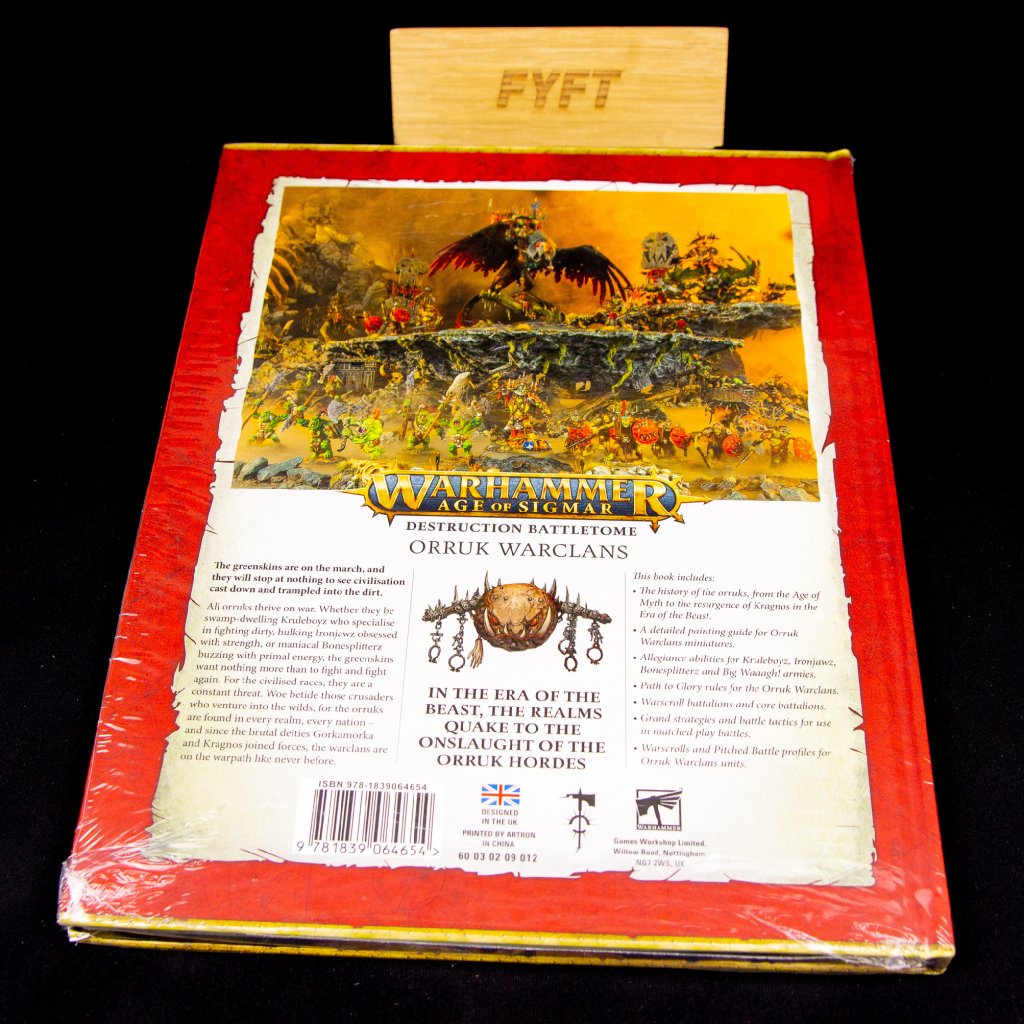 FYFT
WARHAMMER
AGE OF SIGMAR
DESTRUCTION BATTLETOME
ORRUK WARCLANS
The greenskins are on the march, and
they will stop at nothing to see civilisation
cast down and trampled into the dirt.
All orruks thrive on war. Whether they be
swamp-dwelling Kruleboyz who specialise
in fighting dirty, hulking Ironjawz obsessed
with strength, or maniacal Bonesplitterz
buzzing with primal energy, the greenskins
want nothing more than to fight and fight
again. For the civilised races, they are a
constant threat. Woe betide those crusaders
who venture into the wilds, for the orruks
are found in every realm, every nation –
and since the brutal deities Gorkamorka
and Kragnos joined forces, the warclans are
on the warpath like never before.
IN THE ERA OF THE
BEAST, THE REALMS
QUAKE TO THE
ONSLAUGHT OF THE
ORRUK HORDES
This book includes:
• The history of the orruks, from the Age of
Myth to the resurgence of Kragnos in the
Era of the Beast.
• A detailed painting guide for Orruk
Warclans miniatures.
• Allegiance abilities for Kruleboyz, Ironjawz,
Bonesplitterz and Big Waaagh! armies.
• Path to Glory rules for the Orruk Warclans.
• Warscroll battalions and core battalions.
• Grand strategies and battle tactics for use
in matched play battles.
• Warscrolls and Pitched Battle profiles for
Orruk Warclans units.
ISBN 978-1839064654
9 781839 064654 >
DESIGNED
IN THE UK
PRINTED BY ARTRON
IN CHINA
60 03 02 09 012
WARHAMMER
Games Workshop Limited.
Willow Road, Nottingham,
NG7 2WS, UK